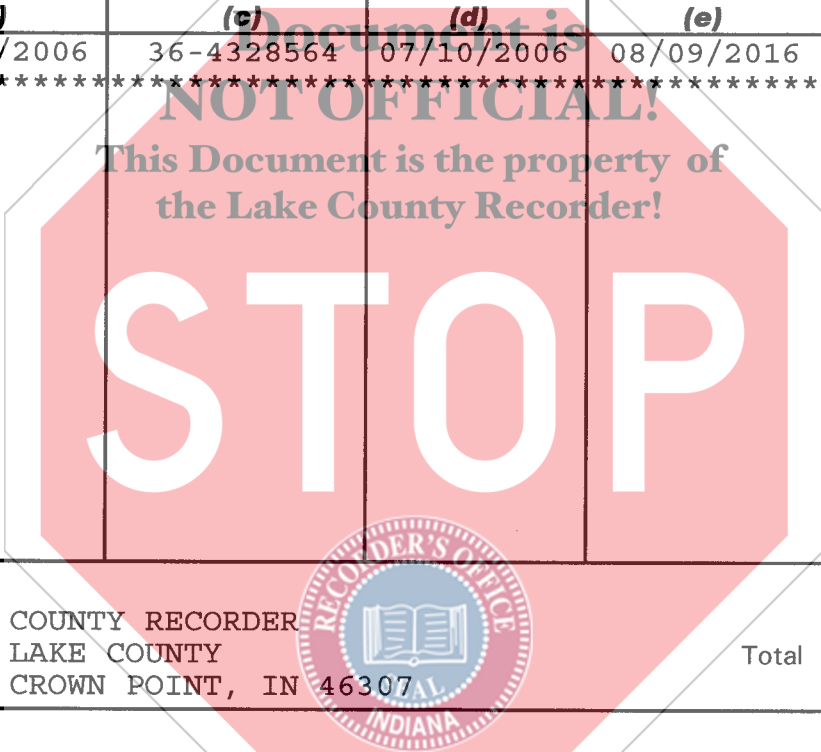 (c) (d) (e)
/2006 36-4328564 07/10/2006 08/09/2016
****************************************************
Document is
NOT OFFICIAL!
This Document is the property of
the Lake County Recorder!
STOP
COUNTY RECORDER
LAKE COUNTY Total
CROWN POINT, IN 46307
RECORDER'S OFFICE
INDIANA